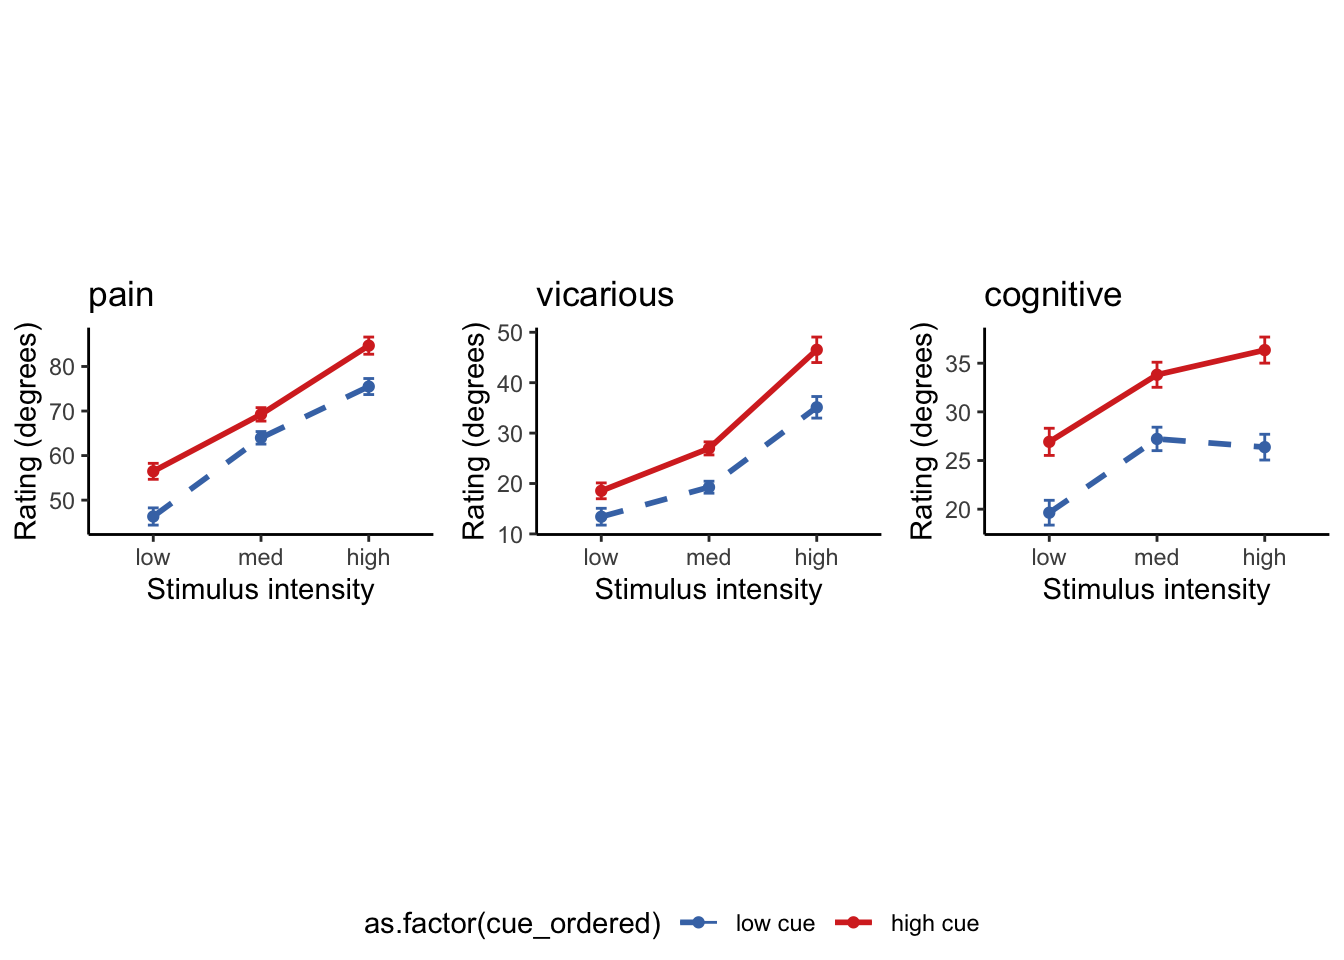 pain
Rating (degrees)
80
70
60
50
low med high
Stimulus intensity
vicarious
Rating (degrees)
50
40
30
20
10
low med high
Stimulus intensity
cognitive
Rating (degrees)
35
30
25
20
low med high
Stimulus intensity
as.factor(cue_ordered) low cue high cue